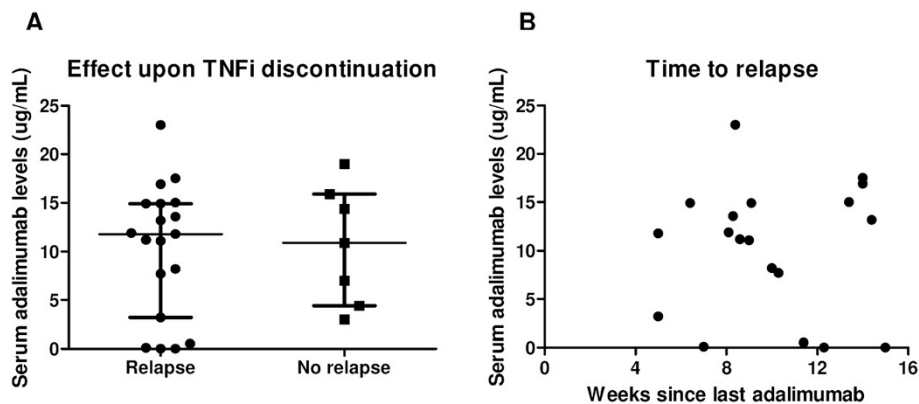 A
Effect upon TNFi discontinuation
Serum adalimumab levels (ug/mL)
25
20
15
10
5
0
Relapse
No relapse
B
Time to relapse
Serum adalimumab levels (ug/mL)
25
20
15
10
5
0
0
4
8
12
16
Weeks since last adalimumab